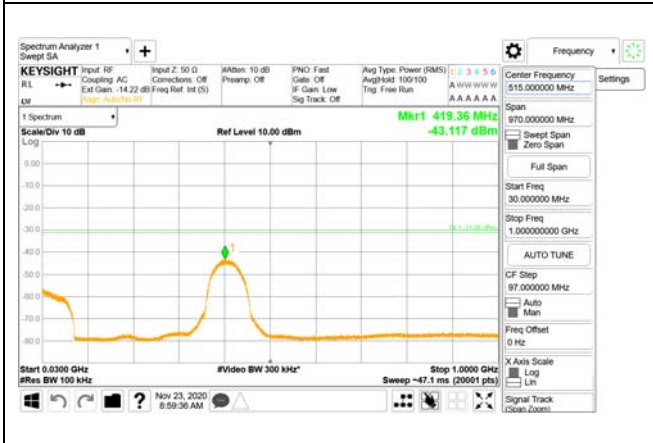 Spectrum Analyzer 1
Swept SA
+
Frequency
KEYSIGHT
RL
Input: RF
Coupling: AC
Ext Gain: -14.22 dB
Align: Auto/No RF
Input Z: 50 Ω
Corrections: Off
Freq Ref: Int (S)
#Atten: 10 dB
Preamp: Off
PNO: Fast
Gate: Off
IF Gain: Low
Sig Track: Off
Avg Type: Power (RMS)
Avg|Hold: 100/100
Trig: Free Run
1 2 3 4 5 6
A W W W W W
A A A A A A
1 Spectrum
Scale/Div 10 dB
Log
Ref Level 10.00 dBm
Mkr1 419.36 MHz
-43.117 dBm
0.00
-10.0
-20.0
-30.0
-40.0
-50.0
-60.0
-70.0
-80.0
1
Start 0.0300 GHz
#Res BW 100 kHz
#Video BW 300 kHz*
Stop 1.0000 GHz
Sweep ~47.1 ms (20001 pts)
Nov 23, 2020
8:59:36 AM
?
Center Frequency
515.000000 MHz
Settings
Span
970.000000 MHz
Swept Span
Zero Span
Full Span
Start Freq
30.000000 MHz
Stop Freq
1.000000000 GHz
AUTO TUNE
CF Step
97.000000 MHz
Auto
Man
Freq Offset
0 Hz
X Axis Scale
Log
Lin
Signal Track
(Span Zoom)